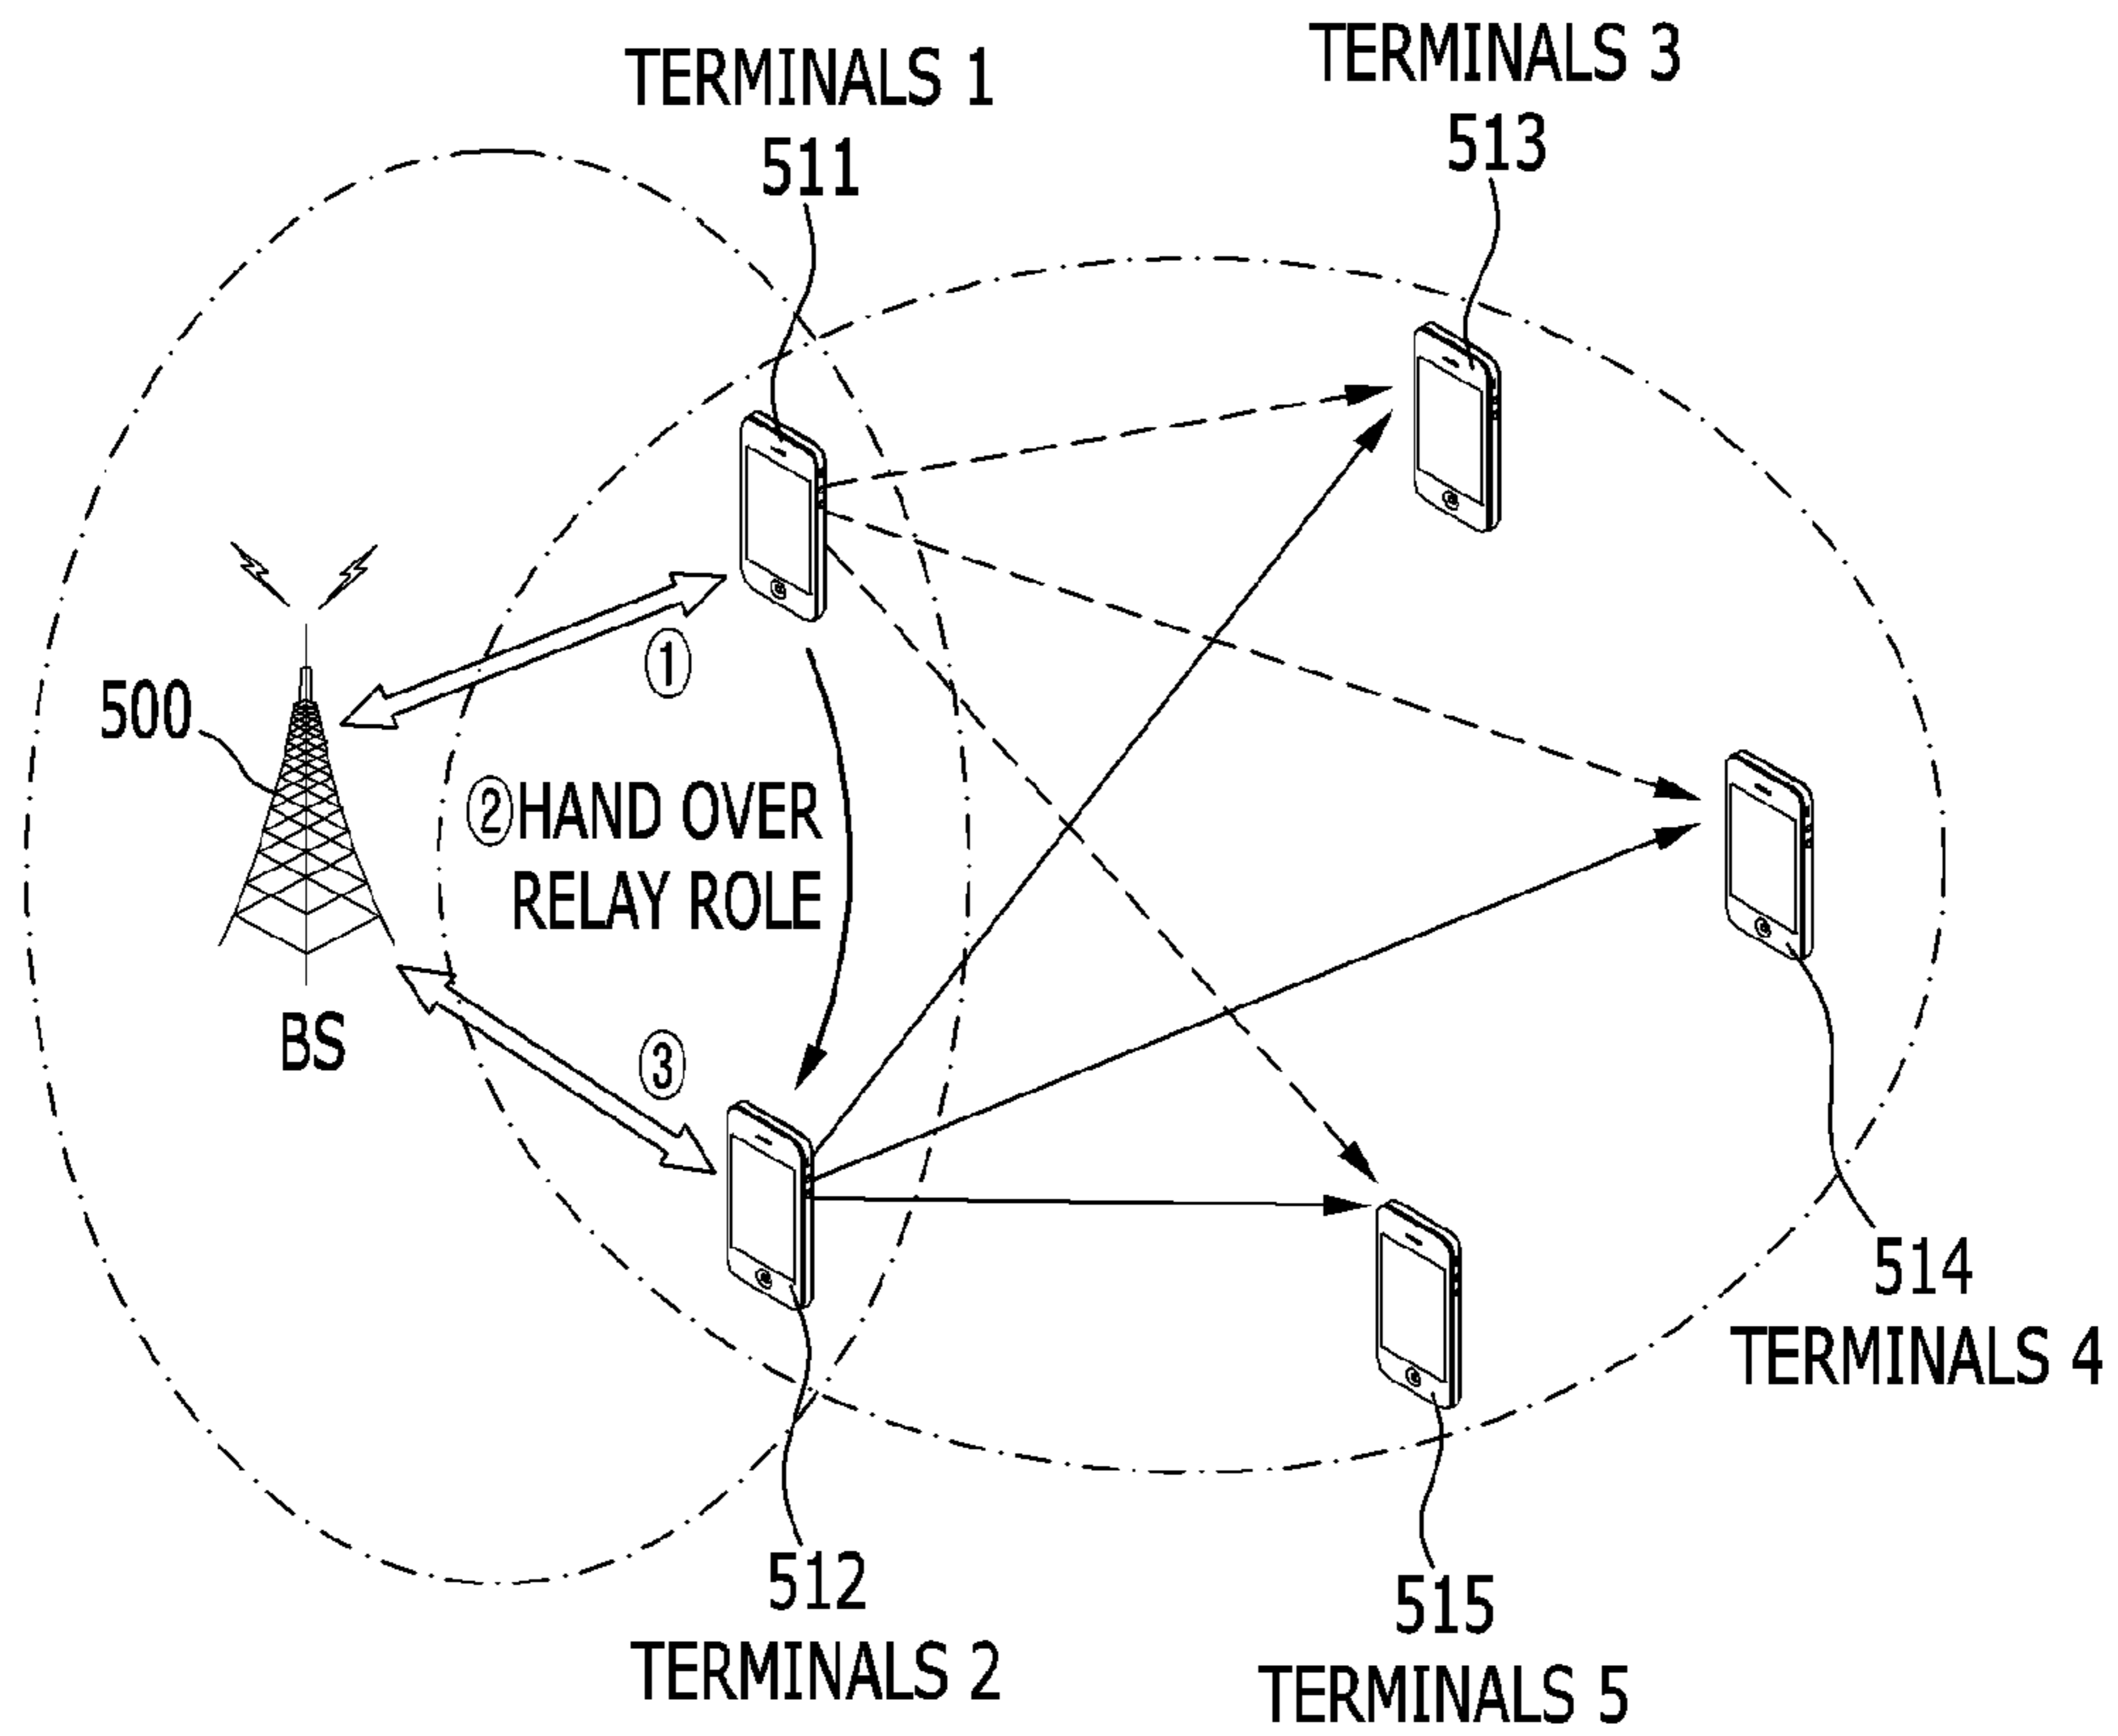 TERMINALS 1
511
TERMINALS 3
513
500
①
②HAND OVER
RELAY ROLE
BS
③
514
TERMINALS 4
512
TERMINALS 2
515
TERMINALS 5